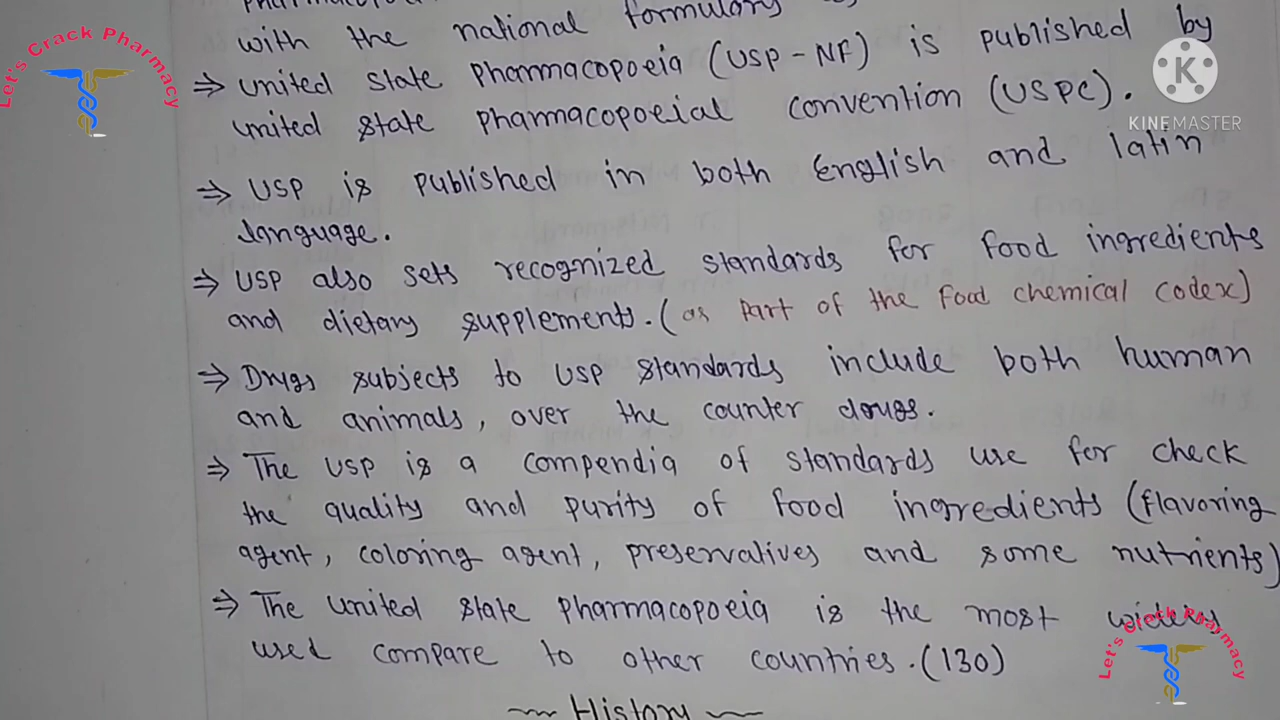 with the national formulary
⇒ United State Pharmacopoeia (USP-NF) is published by
United State Pharmacopoeial Convention (USPC).
⇒ USP is published in both English and latin
language.
⇒ USP also sets recognized standards for food ingredients
and dietary supplements. (as part of the food chemical codex)
⇒ Drugs subjects to USP standards include both human
and animals, over the counter drugs.
⇒ The USP is a compendia of standards use for check
the quality and purity of food ingredients (flavoring
agent, coloring agent, preservatives and some nutrients)
⇒ The United State Pharmacopoeia is the most widely
used compare to other countries. (130)
History
Let's Crack Pharmacy
K
KINEMASTER
Let's Crack Pharmacy